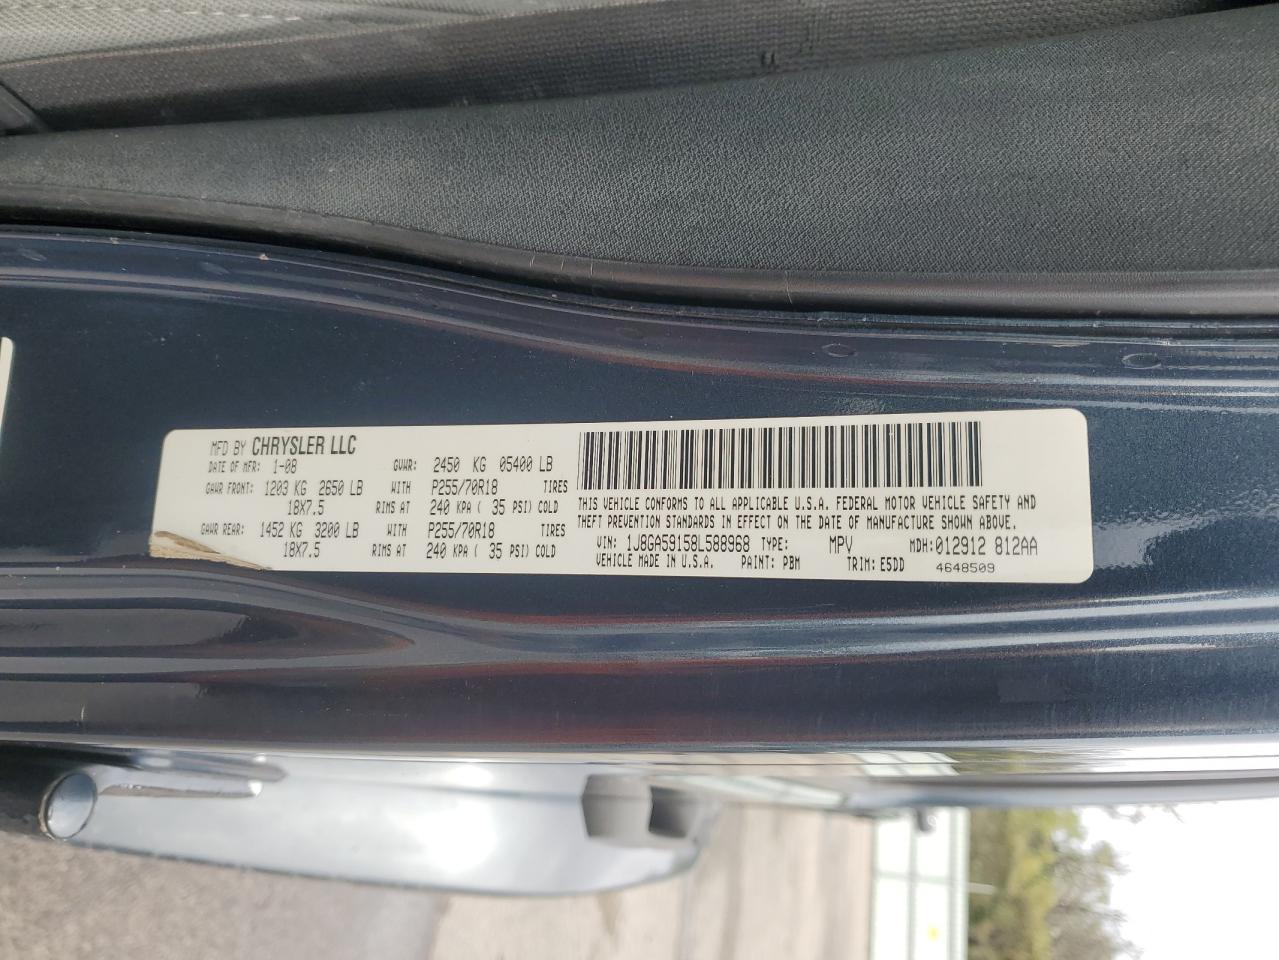 MFD BY CHRYSLER LLC
DATE OF MFR: 1-08 GVWR: 2450 KG 05400 LB
GAWR FRONT: 1203 KG 2650 LB WITH P255/70R18 TIRES
18X7.5 RIMS AT 240 KPA ( 35 PSI) COLD
GAWR REAR: 1452 KG 3200 LB WITH P255/70R18 TIRES
18X7.5 RIMS AT 240 KPA ( 35 PSI) COLD
THIS VEHICLE CONFORMS TO ALL APPLICABLE U.S.A. FEDERAL MOTOR VEHICLE SAFETY AND
THEFT PREVENTION STANDARDS IN EFFECT ON THE DATE OF MANUFACTURE SHOWN ABOVE.
VIN: 1J8GA59158L588968 TYPE: MPV MDH:012912 812AA
VEHICLE MADE IN U.S.A. PAINT: PBM TRIM: E5DD 4648509